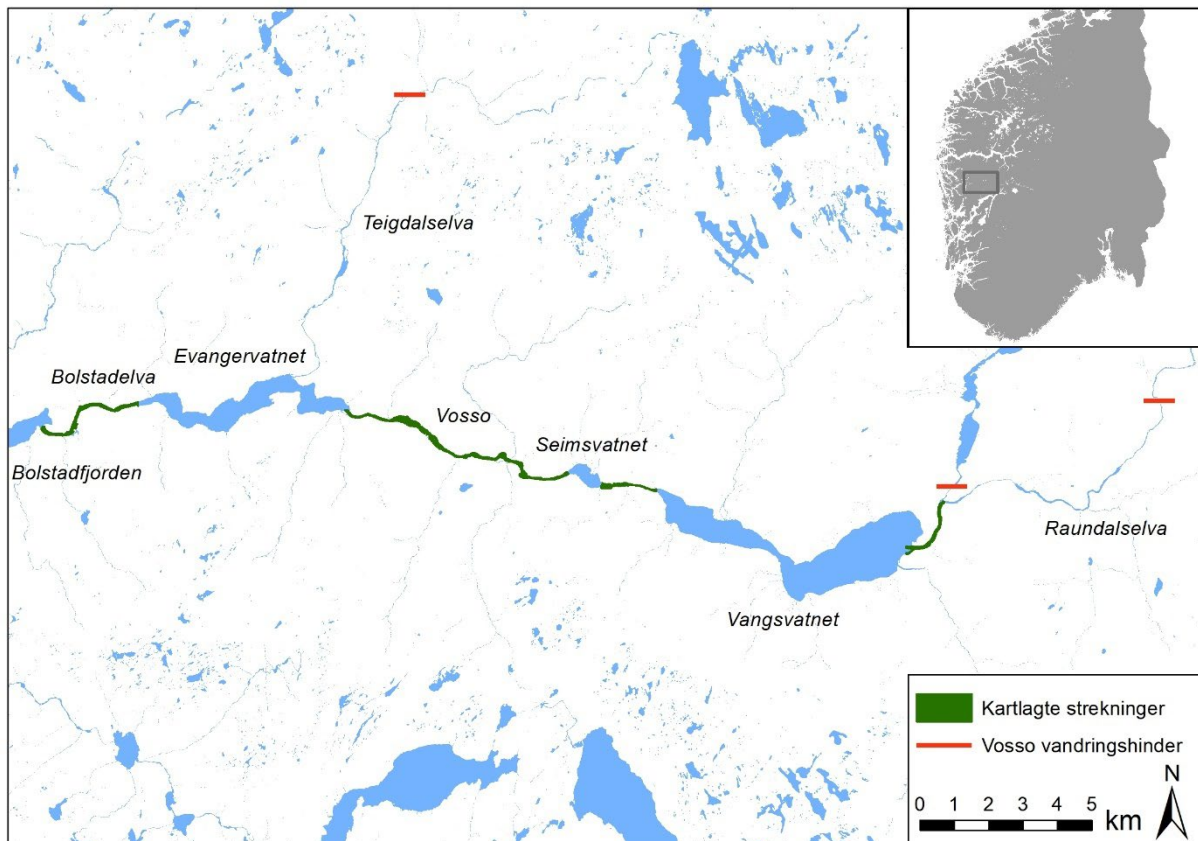 Teigdalselva
Evangervatnet
Bolstadelva
Vosso
Seimsvatnet
Bolstadfjorden
Raundalselva
Vangsvatnet
Kartlagte strekninger
Vosso vandringshinder
N
0 1 2 3 4 5
km